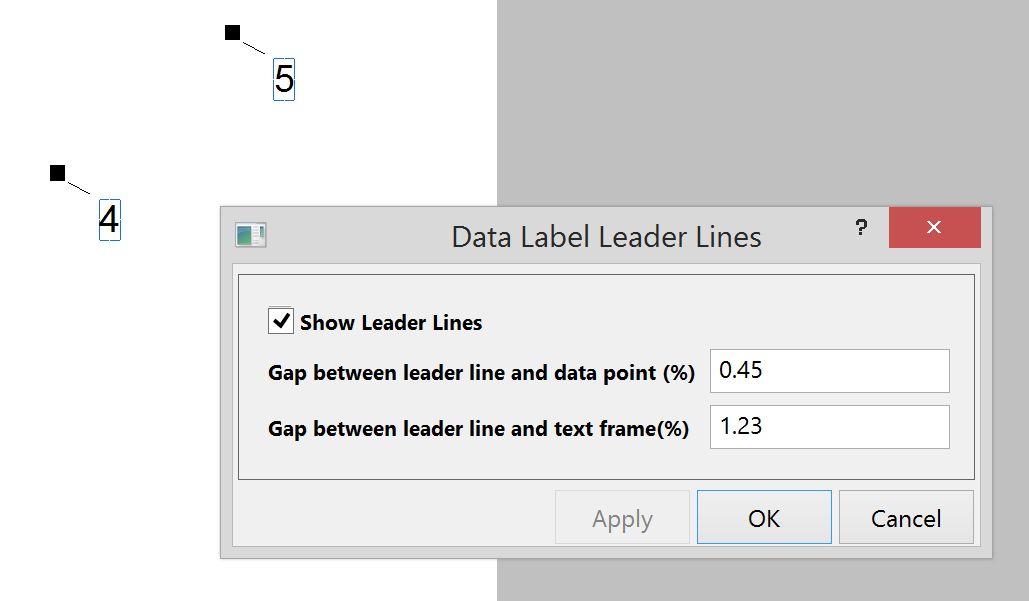 5
4
Data Label Leader Lines
?
Show Leader Lines
Gap between leader line and data point (%) 0.45
Gap between leader line and text frame(%) 1.23
Apply OK Cancel